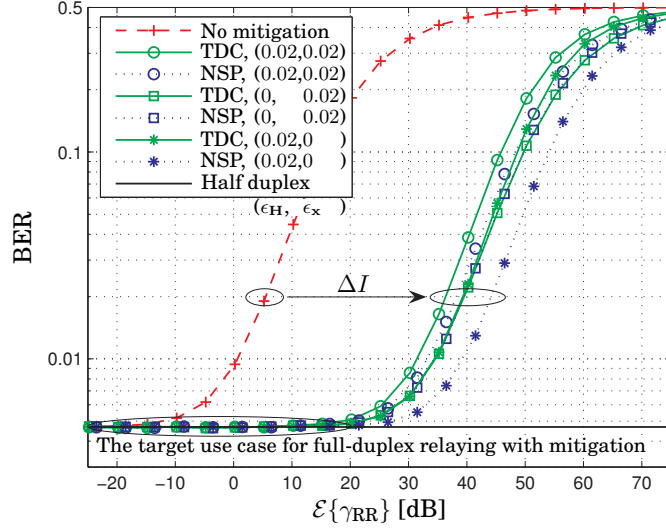 0.5
No mitigation
TDC, (0.02,0.02)
NSP, (0.02,0.02)
TDC, (0, 0.02)
NSP, (0, 0.02)
TDC, (0.02,0 )
NSP, (0.02,0 )
Half duplex
(ϵ_H, ϵ_x )
0.1
BER
ΔI
0.01
The target use case for full-duplex relaying with mitigation
−20 −10 0 10 20 30 40 50 60 70
ℰ{γ_RR} [dB]